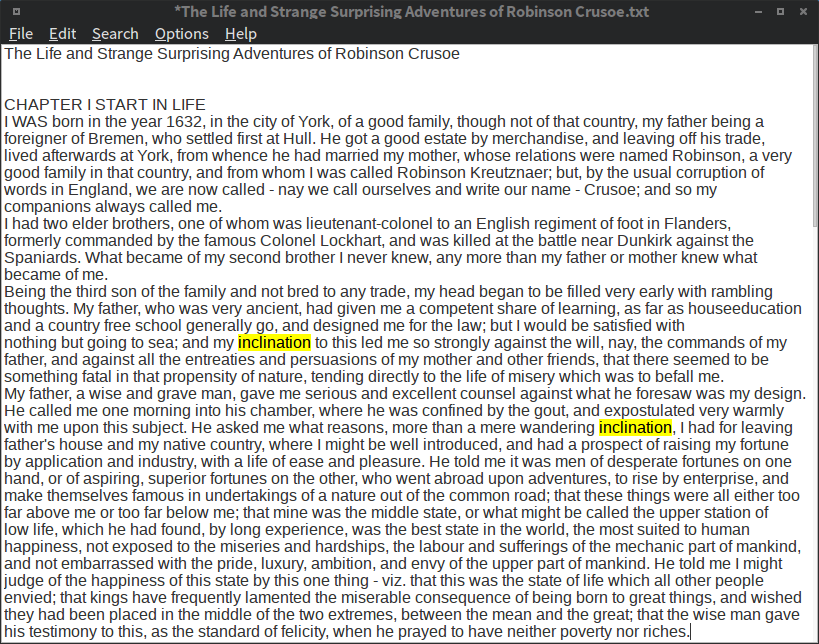 *The Life and Strange Surprising Adventures of Robinson Crusoe.txt
File Edit Search Options Help
The Life and Strange Surprising Adventures of Robinson Crusoe
CHAPTER I START IN LIFE
I WAS born in the year 1632, in the city of York, of a good family, though not of that country, my father being a
foreigner of Bremen, who settled first at Hull. He got a good estate by merchandise, and leaving off his trade,
lived afterwards at York, from whence he had married my mother, whose relations were named Robinson, a very
good family in that country, and from whom I was called Robinson Kreutznaer; but, by the usual corruption of
words in England, we are now called - nay we call ourselves and write our name - Crusoe; and so my
companions always called me.
I had two elder brothers, one of whom was lieutenant-colonel to an English regiment of foot in Flanders,
formerly commanded by the famous Colonel Lockhart, and was killed at the battle near Dunkirk against the
Spaniards. What became of my second brother I never knew, any more than my father or mother knew what
became of me.
Being the third son of the family and not bred to any trade, my head began to be filled very early with rambling
thoughts. My father, who was very ancient, had given me a competent share of learning, as far as houseeducation
and a country free school generally go, and designed me for the law; but I would be satisfied with
nothing but going to sea; and my inclination to this led me so strongly against the will, nay, the commands of my
father, and against all the entreaties and persuasions of my mother and other friends, that there seemed to be
something fatal in that propensity of nature, tending directly to the life of misery which was to befall me.
My father, a wise and grave man, gave me serious and excellent counsel against what he foresaw was my design.
He called me one morning into his chamber, where he was confined by the gout, and expostulated very warmly
with me upon this subject. He asked me what reasons, more than a mere wandering inclination, I had for leaving
father's house and my native country, where I might be well introduced, and had a prospect of raising my fortune
by application and industry, with a life of ease and pleasure. He told me it was men of desperate fortunes on one
hand, or of aspiring, superior fortunes on the other, who went abroad upon adventures, to rise by enterprise, and
make themselves famous in undertakings of a nature out of the common road; that these things were all either too
far above me or too far below me; that mine was the middle state, or what might be called the upper station of
low life, which he had found, by long experience, was the best state in the world, the most suited to human
happiness, not exposed to the miseries and hardships, the labour and sufferings of the mechanic part of mankind,
and not embarrassed with the pride, luxury, ambition, and envy of the upper part of mankind. He told me I might
judge of the happiness of this state by this one thing - viz. that this was the state of life which all other people
envied; that kings have frequently lamented the miserable consequence of being born to great things, and wished
they had been placed in the middle of the two extremes, between the mean and the great; that the wise man gave
his testimony to this, as the standard of felicity, when he prayed to have neither poverty nor riches.